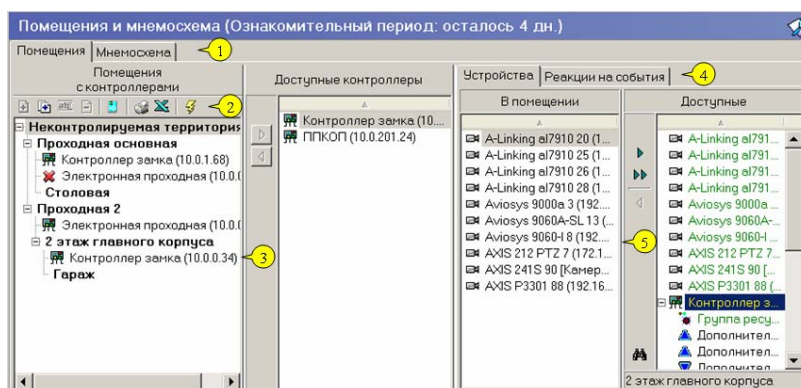 Помещения и мнемосхема (Ознакомительный период: осталось 4 дн.)
Помещения Мнемосхема 1
Помещения
с контроллерами
2
Неконтролируемая территория
Проходная основная
Контроллер замка (10.0.1.68)
Электронная проходная (10.0.(
Столовая
Проходная 2
Электронная проходная (10.0.
2 этаж главного корпуса
Контроллер замка (10.0.0.34)
Гараж
3
Доступные контроллеры
Контроллер замка (10....
ППКОП (10.0.201.24)
Устройства Реакции на события 4
В помещении
A-Linking al7910 20 (1...
A-Linking al7910 25 (1...
A-Linking al7910 26 (1...
A-Linking al7910 28 (1...
Aviosys 9000a 3 (192....
Aviosys 9060A-SL 13 (...
Aviosys 9060-I 8 (192....
AXIS 212 PTZ 7 (172.1...
AXIS 241S 90 [Камер...
AXIS P3301 88 (192.16...
5
Доступные
A-Linking al791...
A-Linking al791...
A-Linking al791...
A-Linking al791...
Aviosys 9000a ...
Aviosys 9060A-...
Aviosys 9060-I ...
AXIS 212 PTZ 7...
AXIS 241S 90 [...
AXIS P3301 88 (...
Контроллер з...
Группа ресу...
Дополнител...
Дополнител...
Дополнител...
2 этаж главного корпуса